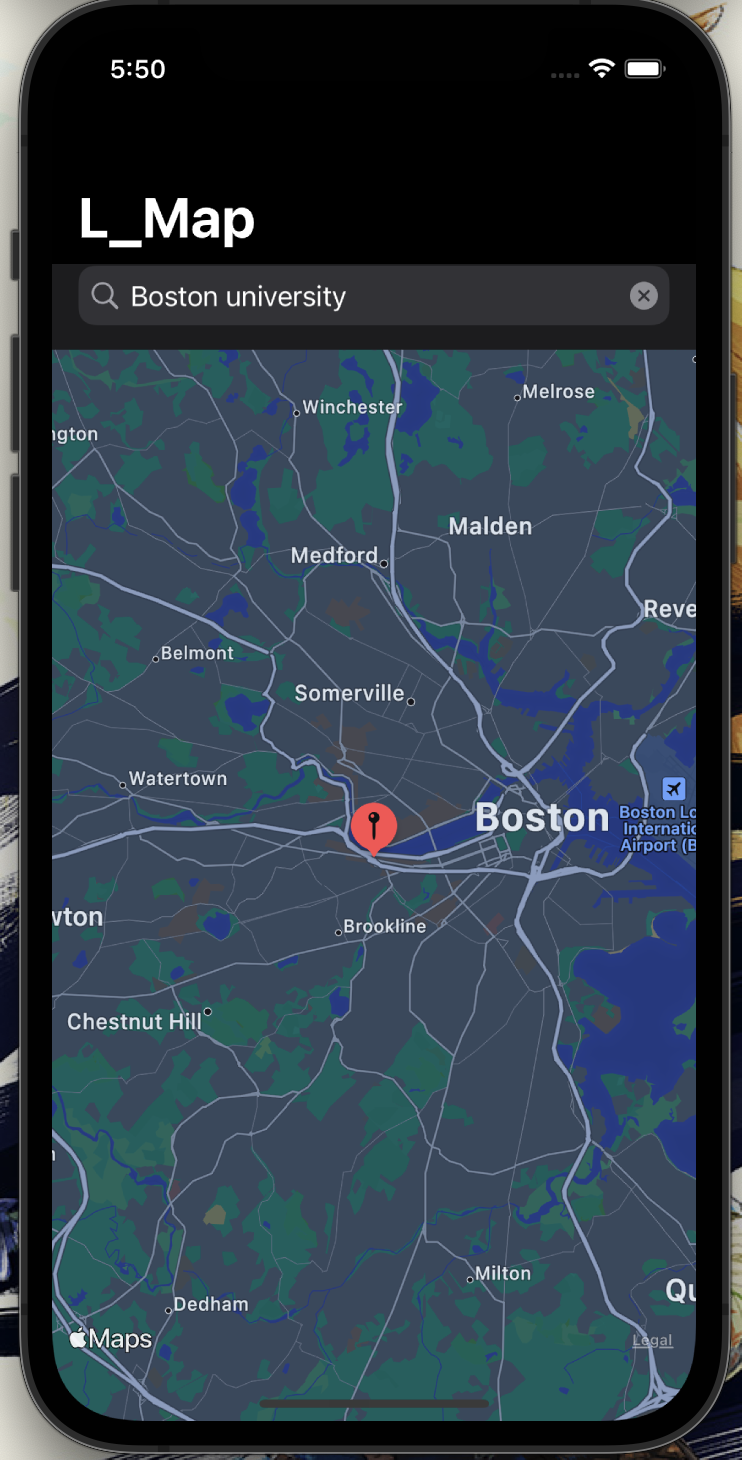 5:50
L_Map
Boston university
Winchester
Melrose
ngton
Malden
Medford
Reve
Belmont
Somerville
Watertown
Boston
Boston Lo
Internatio
Airport (B
wton
Brookline
Chestnut Hill
Milton
Qu
Dedham
Maps
Legal